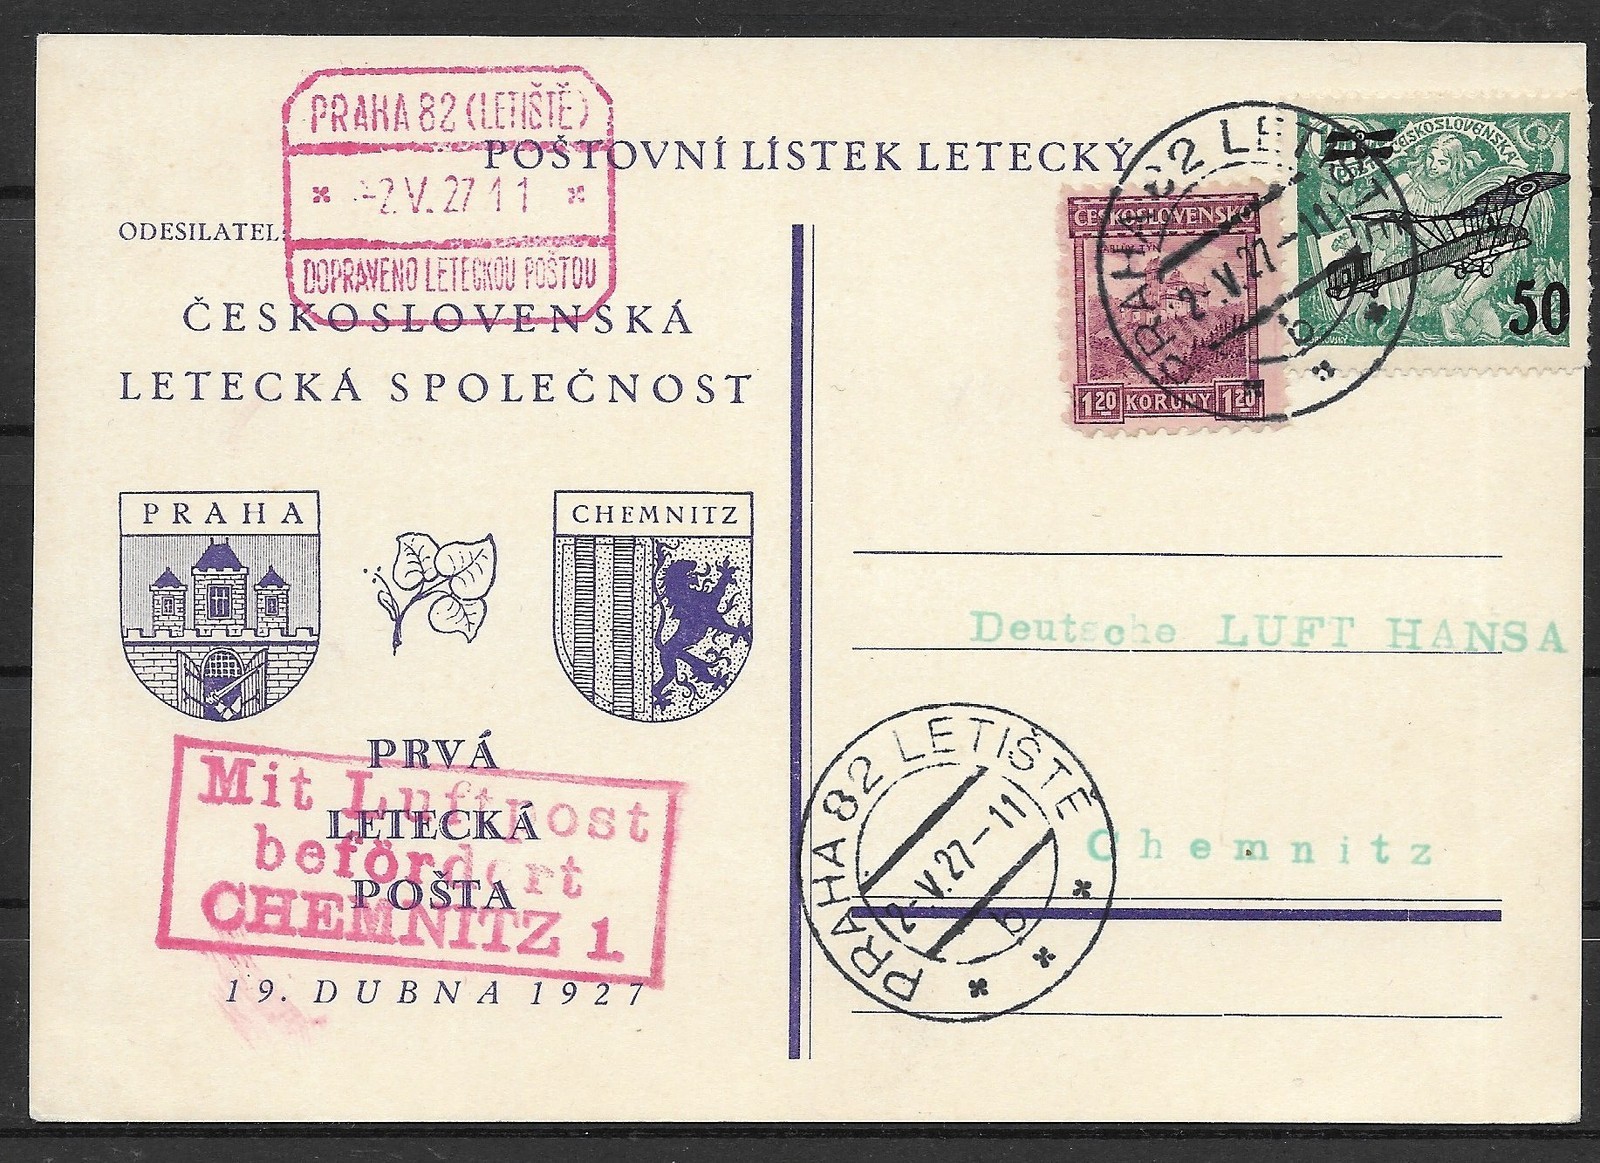 PRAHA 82 (LETIŠTĚ)
-2.V.27 11
DOPRAVENO LETECKOU POŠTOU
POŠTOVNÍ LÍSTEK LETECKÝ
ODESILATEL:
ČESKOSLOVENSKÁ
LETECKÁ SPOLEČNOST
PRAHA
CHEMNITZ
PRVÁ
LETECKÁ
POŠTA
19. DUBNA 1927
Mit Luftpost
befördert
CHEMNITZ 1
ČESKOSLOVENSKO
KARLŮV TÝN
1 20 KORUNY 1 20
ČESKOSLOVENSKÁ
50
PRAHA 82 LETIŠTĚ
2.V.27-11
b
Deutsche LUFT HANSA
Chemnitz
PRAHA 82 LETIŠTĚ
2.V.27-11
b